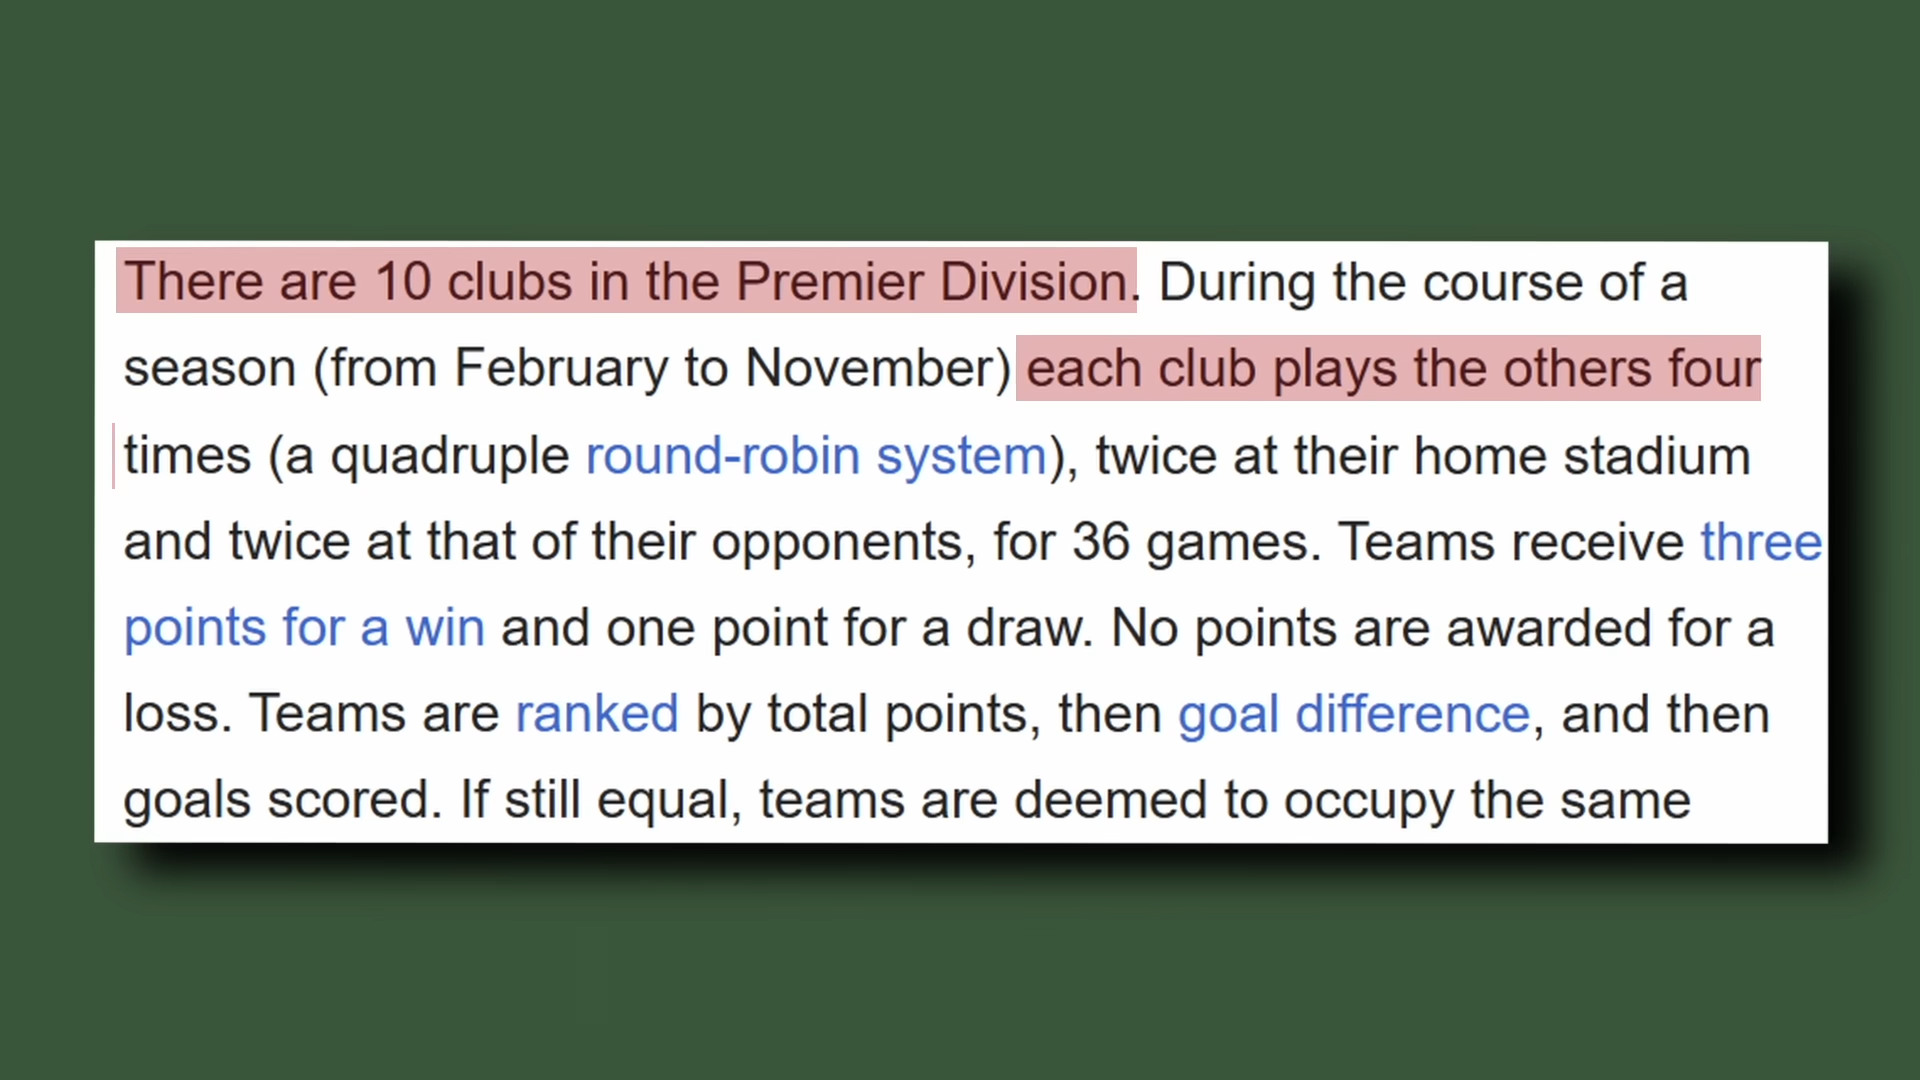 There are 10 clubs in the Premier Division. During the course of a
season (from February to November) each club plays the others four
times (a quadruple round-robin system), twice at their home stadium
and twice at that of their opponents, for 36 games. Teams receive three
points for a win and one point for a draw. No points are awarded for a
loss. Teams are ranked by total points, then goal difference, and then
goals scored. If still equal, teams are deemed to occupy the same